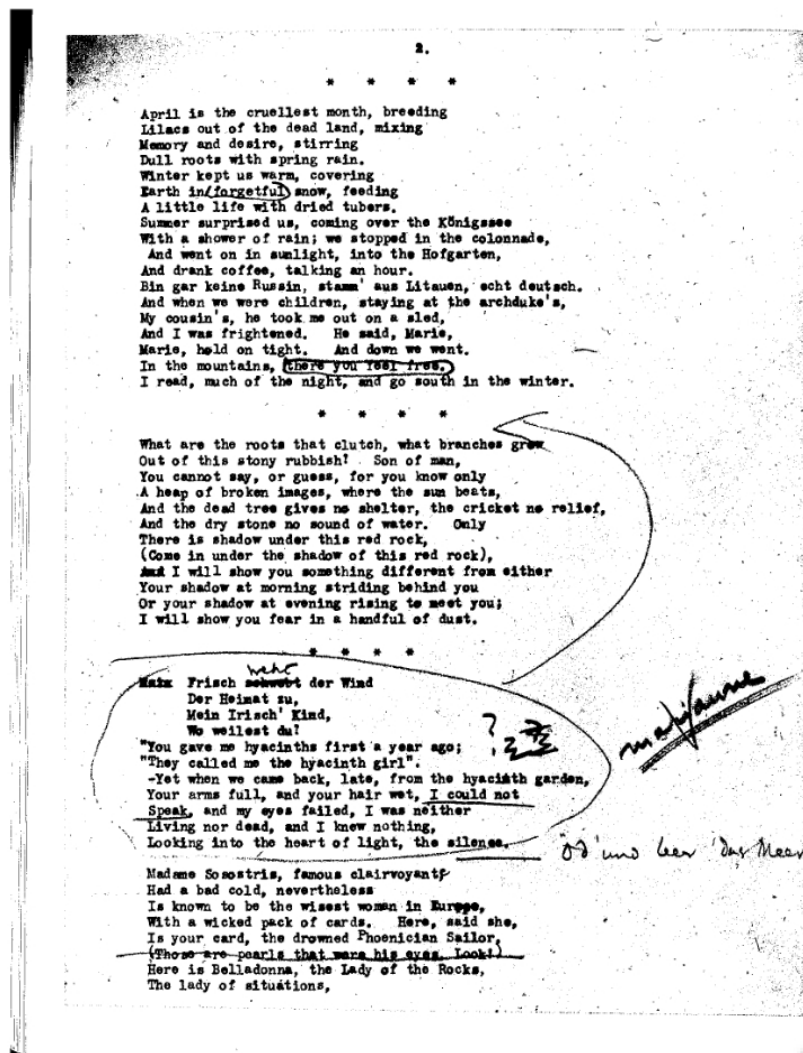 2.
* * * *
April is the cruellest month, breeding
Lilacs out of the dead land, mixing
Memory and desire, stirring
Dull roots with spring rain.
Winter kept us warm, covering
Earth in (forgetful) snow, feeding
A little life with dried tubers.
Summer surprised us, coming over the Königssee
With a shower of rain; we stopped in the colonnade,
And went on in sunlight, into the Hofgarten,
And drank coffee, talking an hour.
Bin gar keine Russin, stamm' aus Litauen, echt deutsch.
And when we were children, staying at the archduke's,
My cousin's, he took me out on a sled,
And I was frightened. He said, Marie,
Marie, hold on tight. And down we went.
In the mountains, there you feel free.
I read, much of the night, and go south in the winter.
* * * *
What are the roots that clutch, what branches grow
Out of this stony rubbish? Son of man,
You cannot say, or guess, for you know only
A heap of broken images, where the sun beats,
And the dead tree gives no shelter, the cricket no relief,
And the dry stone no sound of water. Only
There is shadow under this red rock,
(Come in under the shadow of this red rock),
And I will show you something different from either
Your shadow at morning striding behind you
Or your shadow at evening rising to meet you;
I will show you fear in a handful of dust.
* * * *
weht
Frisch schwebt der Wind
Der Heimat zu,
Mein Irisch' Kind,
Wo weilest du?
"You gave me hyacinths first a year ago;
?
"They called me the hyacinth girl".
-Yet when we came back, late, from the hyacinth garden,
Your arms full, and your hair wet, I could not
Speak, and my eyes failed, I was neither
Living nor dead, and I knew nothing,
Looking into the heart of light, the silence.
Od' und leer das Meer
Madame Sosostris, famous clairvoyant
Had a bad cold, nevertheless
Is known to be the wisest woman in Europe,
With a wicked pack of cards. Here, said she,
Is your card, the drowned Phoenician Sailor,
(Those are pearls that were his eyes. Look!)
Here is Belladonna, the Lady of the Rocks,
The lady of situations,